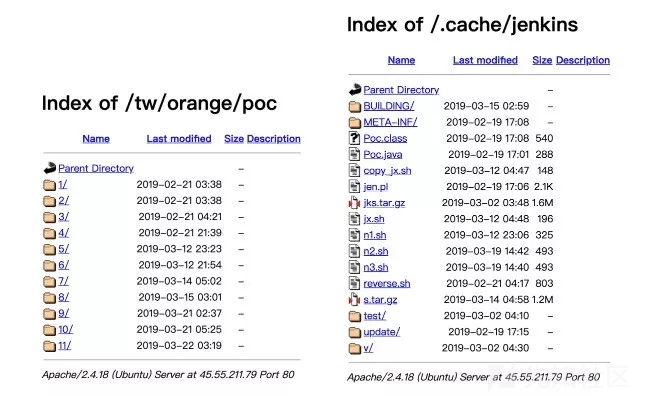 Index of /tw/orange/poc
Name Last modified Size Description
Parent Directory -
1/ 2019-02-21 03:38 -
2/ 2019-02-21 03:38 -
3/ 2019-02-21 04:21 -
4/ 2019-02-21 21:39 -
5/ 2019-03-12 23:23 -
6/ 2019-03-12 21:54 -
7/ 2019-03-14 05:02 -
8/ 2019-03-15 03:01 -
9/ 2019-03-21 02:37 -
10/ 2019-03-21 05:25 -
11/ 2019-03-22 03:19 -
Apache/2.4.18 (Ubuntu) Server at 45.55.211.79 Port 80
Index of /.cache/jenkins
Name Last modified Size Description
Parent Directory -
BUILDING/ 2019-03-15 02:59 -
META-INF/ 2019-02-19 17:08 -
Poc.class 2019-02-19 17:08 540
Poc.java 2019-02-19 17:01 288
copy_jx.sh 2019-03-12 04:47 148
jen.pl 2019-02-19 17:06 2.1K
jks.tar.gz 2019-03-02 03:48 1.6M
jx.sh 2019-03-12 04:48 196
n1.sh 2019-03-12 23:06 325
n2.sh 2019-03-19 14:42 493
n3.sh 2019-03-19 14:40 493
reverse.sh 2019-02-21 04:17 803
s.tar.gz 2019-03-14 04:58 1.2M
test/ 2019-03-02 04:10 -
update/ 2019-02-19 17:15 -
v/ 2019-03-02 04:30 -
Apache/2.4.18 (Ubuntu) Server at 45.55.211.79 Port 80